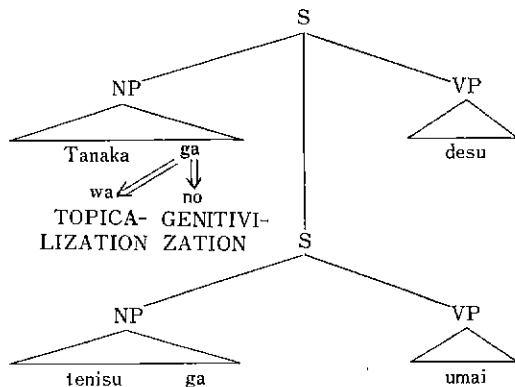 S
NP VP
Tanaka ga desu
wa no
TOPICA- GENITIVI-
LIZATION ZATION
S
NP VP
tenisu ga umai